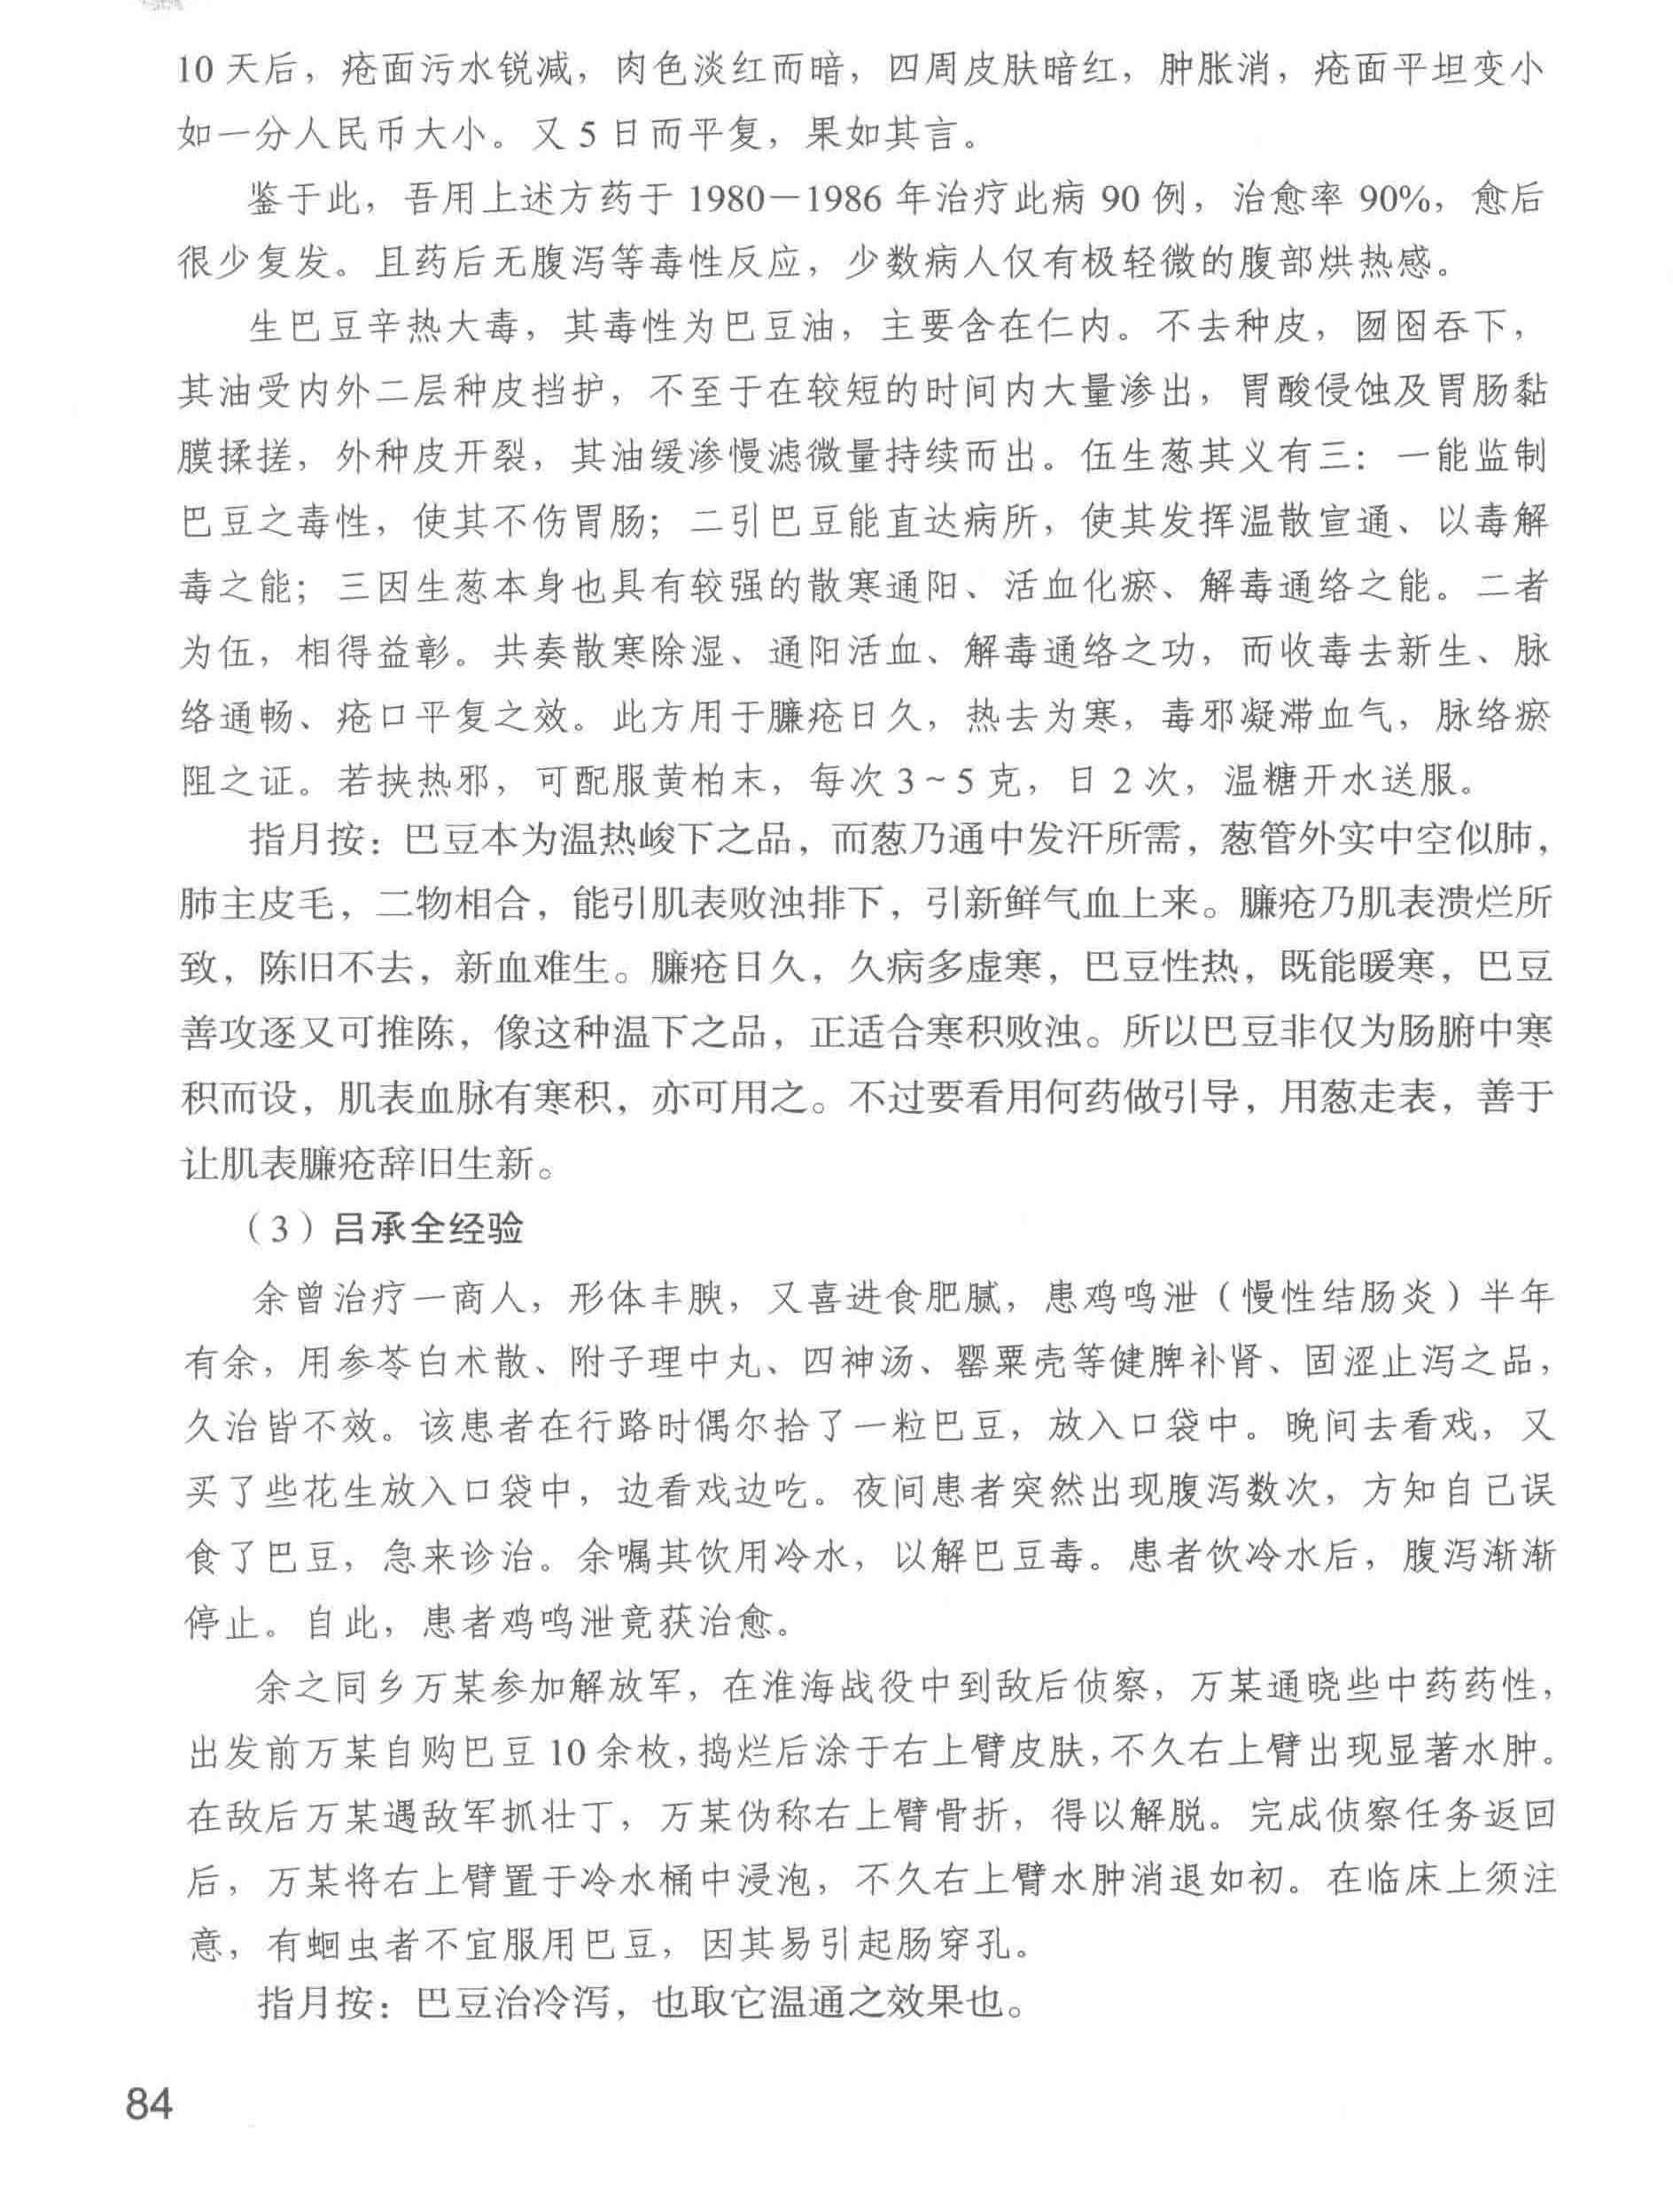 10 天后，疮面污水锐减，肉色淡红而暗，四周皮肤暗红，肿胀消，疮面平坦变小
如一分人民币大小。又 5 日而平复，果如其言。
鉴于此，吾用上述方药于 1980—1986 年治疗此病 90 例，治愈率 90%，愈后
很少复发。且药后无腹泻等毒性反应，少数病人仅有极轻微的腹部烘热感。
生巴豆辛热大毒，其毒性为巴豆油，主要含在仁内。不去种皮，囫囵吞下，
其油受内外二层种皮挡护，不至于在较短的时间内大量渗出，胃酸侵蚀及胃肠黏
膜揉搓，外种皮开裂，其油缓渗慢滤微量持续而出。伍生葱其义有三：一能监制
巴豆之毒性，使其不伤胃肠；二引巴豆能直达病所，使其发挥温散宣通、以毒解
毒之能；三因生葱本身也具有较强的散寒通阳、活血化瘀、解毒通络之能。二者
为伍，相得益彰。共奏散寒除湿、通阳活血、解毒通络之功，而收毒去新生、脉
络通畅、疮口平复之效。此方用于臁疮日久，热去为寒，毒邪凝滞血气，脉络瘀
阻之证。若挟热邪，可配服黄柏末，每次 3~5 克，日 2 次，温糖开水送服。
指月按：巴豆本为温热峻下之品，而葱乃通中发汗所需，葱管外实中空似肺，
肺主皮毛，二物相合，能引肌表败浊排下，引新鲜气血上来。臁疮乃肌表溃烂所
致，陈旧不去，新血难生。臁疮日久，久病多虚寒，巴豆性热，既能暖寒，巴豆
善攻逐又可推陈，像这种温下之品，正适合寒积败浊。所以巴豆非仅为肠腑中寒
积而设，肌表血脉有寒积，亦可用之。不过要看用何药做引导，用葱走表，善于
让肌表臁疮辞旧生新。
（3）吕承全经验
余曾治疗一商人，形体丰腴，又喜进食肥腻，患鸡鸣泄（慢性结肠炎）半年
有余，用参苓白术散、附子理中丸、四神汤、罂粟壳等健脾补肾、固涩止泻之品，
久治皆不效。该患者在行路时偶尔拾了一粒巴豆，放入口袋中。晚间去看戏，又
买了些花生放入口袋中，边看戏边吃。夜间患者突然出现腹泻数次，方知自己误
食了巴豆，急来诊治。余嘱其饮用冷水，以解巴豆毒。患者饮冷水后，腹泻渐渐
停止。自此，患者鸡鸣泄竟获治愈。
余之同乡万某参加解放军，在淮海战役中到敌后侦察，万某通晓些中药药性，
出发前万某自购巴豆 10 余枚，捣烂后涂于右上臂皮肤，不久右上臂出现显著水肿。
在敌后万某遇敌军抓壮丁，万某伪称右上臂骨折，得以解脱。完成侦察任务返回
后，万某将右上臂置于冷水桶中浸泡，不久右上臂水肿消退如初。在临床上须注
意，有蛔虫者不宜服用巴豆，因其易引起肠穿孔。
指月按：巴豆治冷泻，也取它温通之效果也。
84